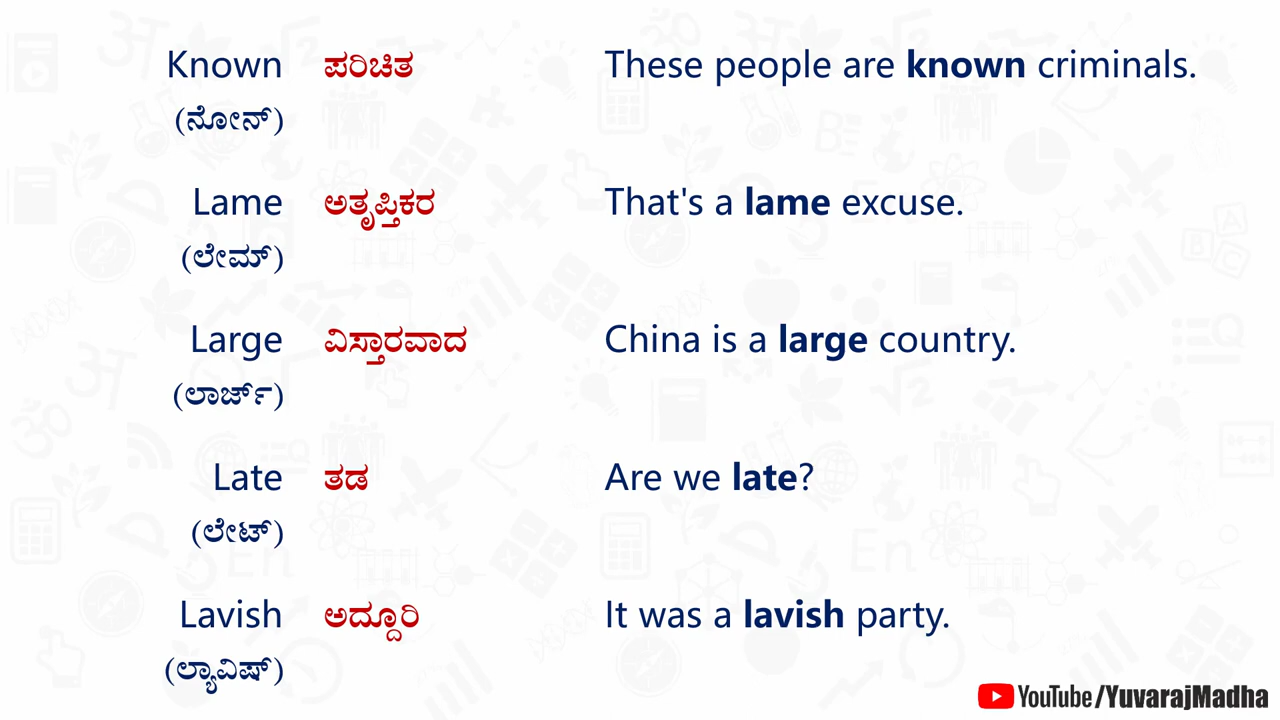 Known ಪರಿಚಿತ These people are known criminals.
(ನೋನ್)
Lame ಅತೃಪ್ತಿಕರ That's a lame excuse.
(ಲೇಮ್)
Large ವಿಸ್ತಾರವಾದ China is a large country.
(ಲಾರ್ಜ್)
Late ತಡ Are we late?
(ಲೇಟ್)
Lavish ಅದ್ದೂರಿ It was a lavish party.
(ಲ್ಯಾವಿಷ್)
YouTube/YuvarajMadha